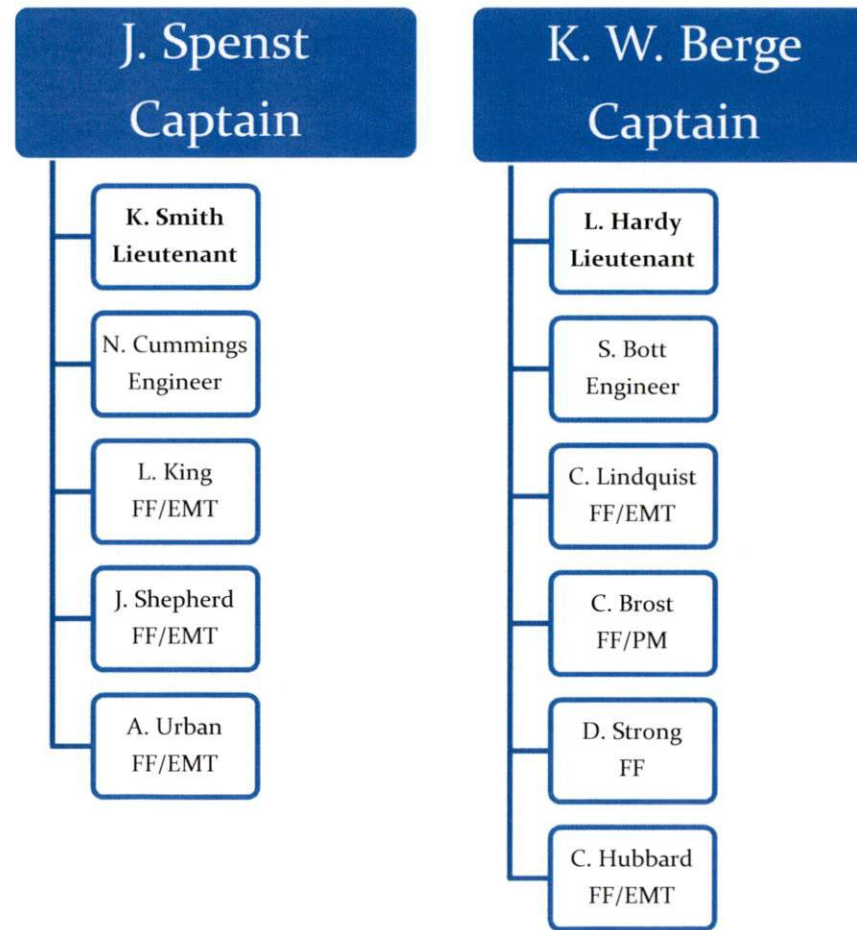 J. Spenst
Captain
K. Smith
Lieutenant
N. Cummings
Engineer
L. King
FF/EMT
J. Shepherd
FF/EMT
A. Urban
FF/EMT
K. W. Berge
Captain
L. Hardy
Lieutenant
S. Bott
Engineer
C. Lindquist
FF/EMT
C. Brost
FF/PM
D. Strong
FF
C. Hubbard
FF/EMT